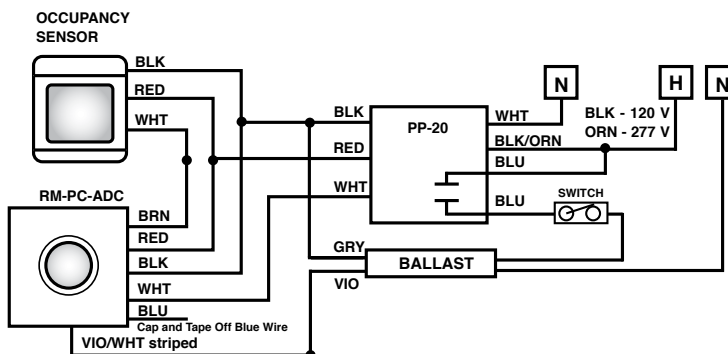 OCCUPANCY
SENSOR
BLK
RED
WHT
RM-PC-ADC
BRN
RED
BLK
WHT
BLU
Cap and Tape Off Blue Wire
VIO/WHT striped
BLK
RED
WHT
PP-20
WHT
BLK/ORN
BLU
BLU
N
H
N
BLK - 120 V
ORN - 277 V
SWITCH
GRY
VIO
BALLAST